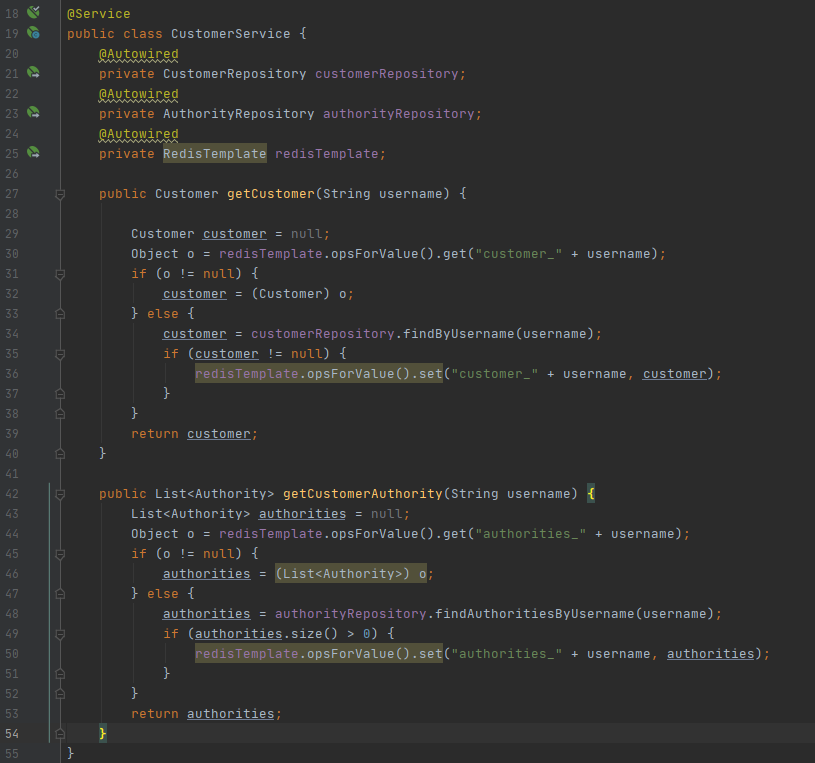 18 @Service
19 public class CustomerService {
20     @Autowired
21     private CustomerRepository customerRepository;
22     @Autowired
23     private AuthorityRepository authorityRepository;
24     @Autowired
25     private RedisTemplate redisTemplate;
26
27     public Customer getCustomer(String username) {
28
29         Customer customer = null;
30         Object o = redisTemplate.opsForValue().get("customer_" + username);
31         if (o != null) {
32             customer = (Customer) o;
33         } else {
34             customer = customerRepository.findByUsername(username);
35             if (customer != null) {
36                 redisTemplate.opsForValue().set("customer_" + username, customer);
37             }
38         }
39         return customer;
40     }
41
42     public List<Authority> getCustomerAuthority(String username) {
43         List<Authority> authorities = null;
44         Object o = redisTemplate.opsForValue().get("authorities_" + username);
45         if (o != null) {
46             authorities = (List<Authority>) o;
47         } else {
48             authorities = authorityRepository.findAuthoritiesByUsername(username);
49             if (authorities.size() > 0) {
50                 redisTemplate.opsForValue().set("authorities_" + username, authorities);
51             }
52         }
53         return authorities;
54     }
55 }